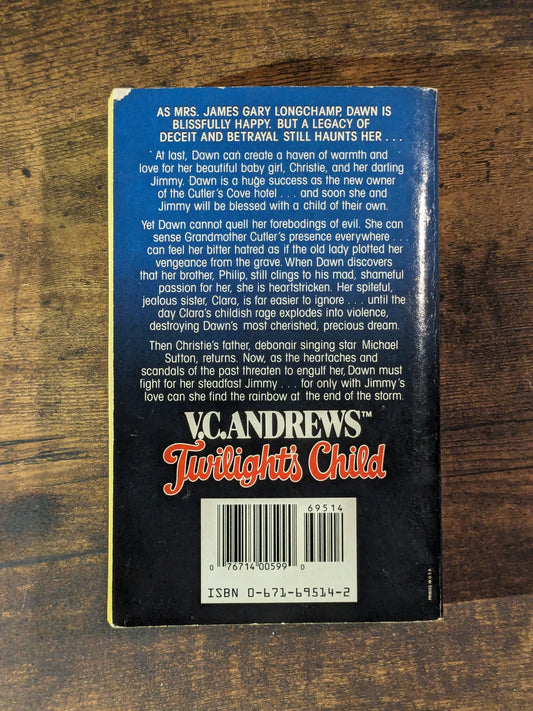 AS MRS. JAMES GARY LONGCHAMP, DAWN IS
BLISSFULLY HAPPY. BUT A LEGACY OF
DECEIT AND BETRAYAL STILL HAUNTS HER . . .
At last, Dawn can create a haven of warmth and
love for her beautiful baby girl, Christie, and her darling
Jimmy. Dawn is a huge success as the new owner
of the Cutler's Cove hotel . . . and soon she and
Jimmy will be blessed with a child of their own.
Yet Dawn cannot quell her forebodings of evil. She can
sense Grandmother Cutler's presence everywhere . . .
can feel her bitter hatred as if the old lady plotted her
vengeance from the grave. When Dawn discovers
that her brother, Philip, still clings to his mad, shameful
passion for her, she is heartstricken. Her spiteful,
jealous sister, Clara, is far easier to ignore . . . until the
day Clara's childish rage explodes into violence,
destroying Dawn's most cherished, precious dream.
Then Christie's father, debonair singing star Michael
Sutton, returns. Now, as the heartaches and
scandals of the past threaten to engulf her, Dawn must
fight for her steadfast Jimmy . . . for only with Jimmy's
love can she find the rainbow at the end of the storm.
V.C. ANDREWS™
Twilight's Child
69514
0 76714 00599 0
ISBN 0-671-69514-2
PRINTED IN U.S.A.